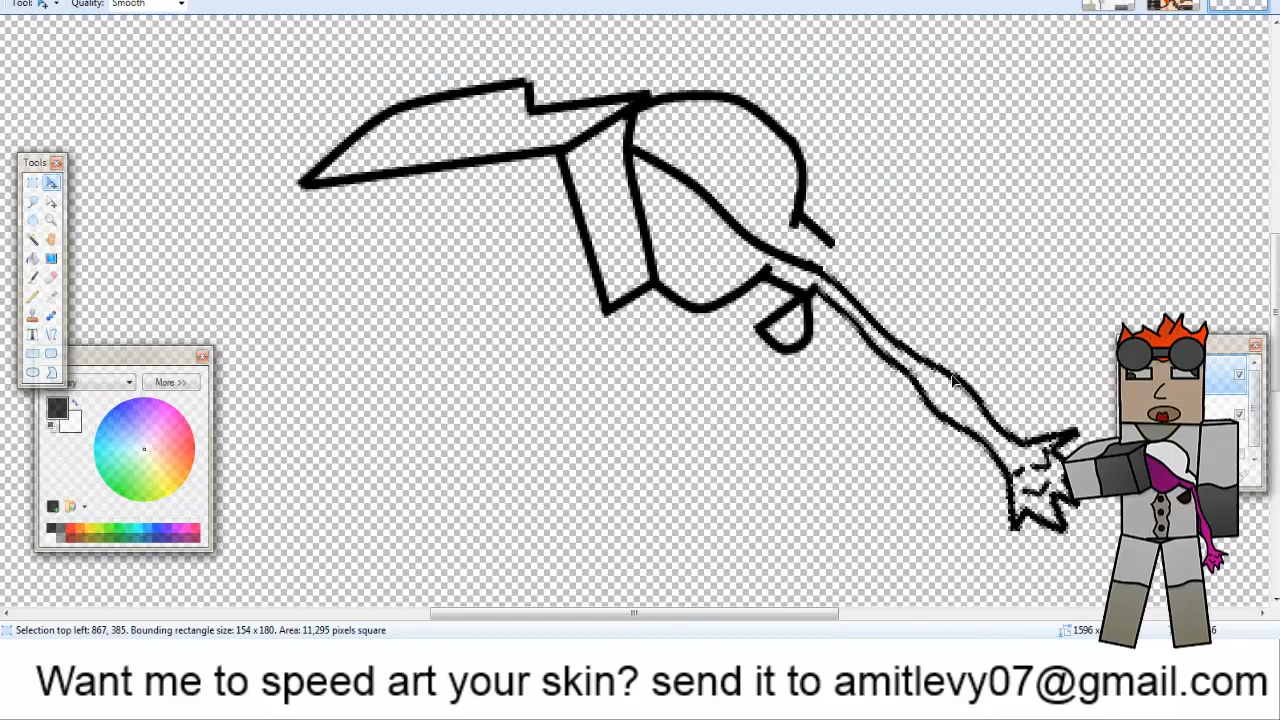 Tool:
Quality: Smooth
Tools
More >>
Selection top left: 867, 385. Bounding rectangle size: 154 x 180. Area: 11,295 pixels square
1596 x
Want me to speed art your skin? send it to amitlevy07@gmail.com